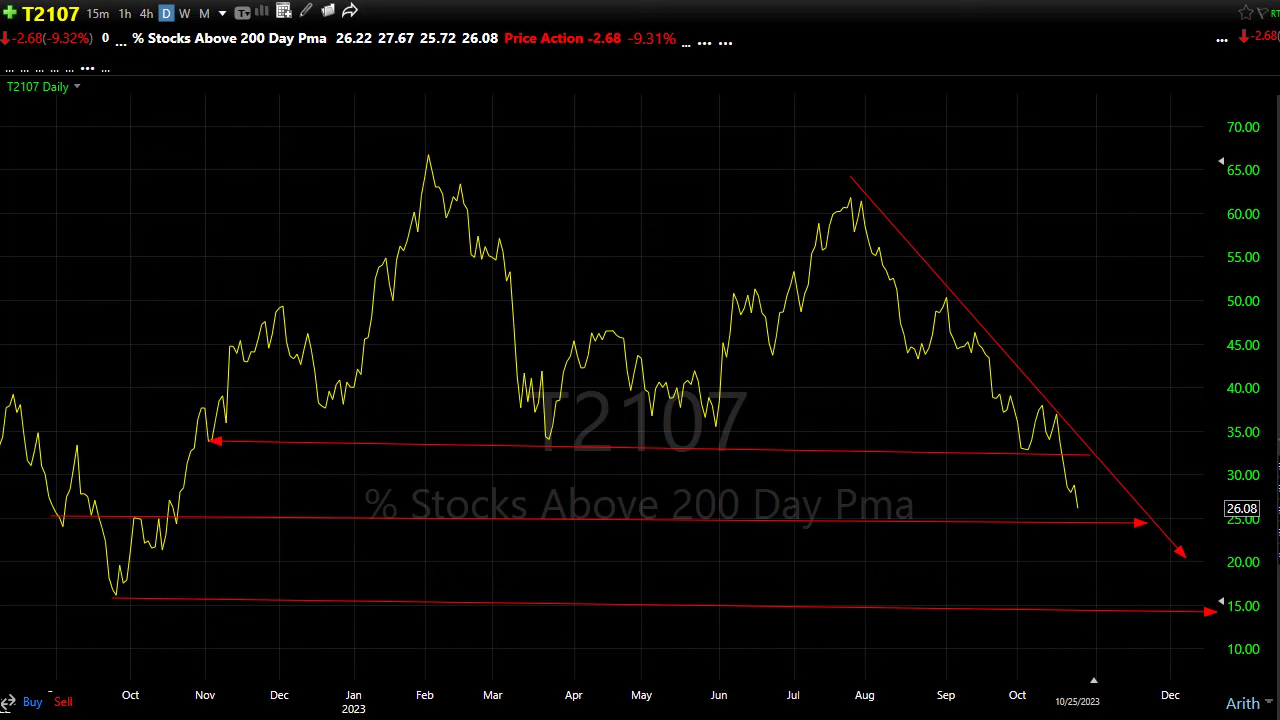 T2107 15m 1h 4h D W M
-2.68(-9.32%) 0 ... % Stocks Above 200 Day Pma 26.22 27.67 25.72 26.08 Price Action -2.68 -9.31% ... ... ... ... -2.68(
... ... ... ... ... ... ...
T2107 Daily
70.00
65.00
60.00
55.00
50.00
45.00
40.00
35.00
30.00
26.08
25.00
20.00
15.00
10.00
T2107
% Stocks Above 200 Day Pma
Oct Nov Dec Jan Feb Mar Apr May Jun Jul Aug Sep Oct Dec
2023 10/25/2023
Buy Sell Arith